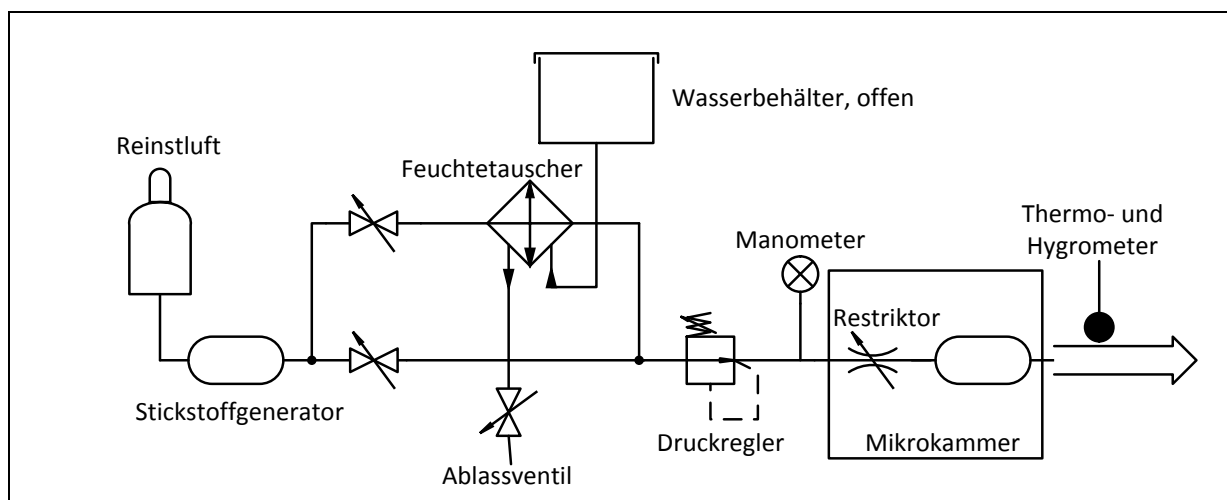 Wasserbehälter, offen
Reinstluft
Feuchtetauscher
Thermo- und
Hygrometer
Manometer
Restriktor
Stickstoffgenerator
Druckregler
Mikrokammer
Ablassventil